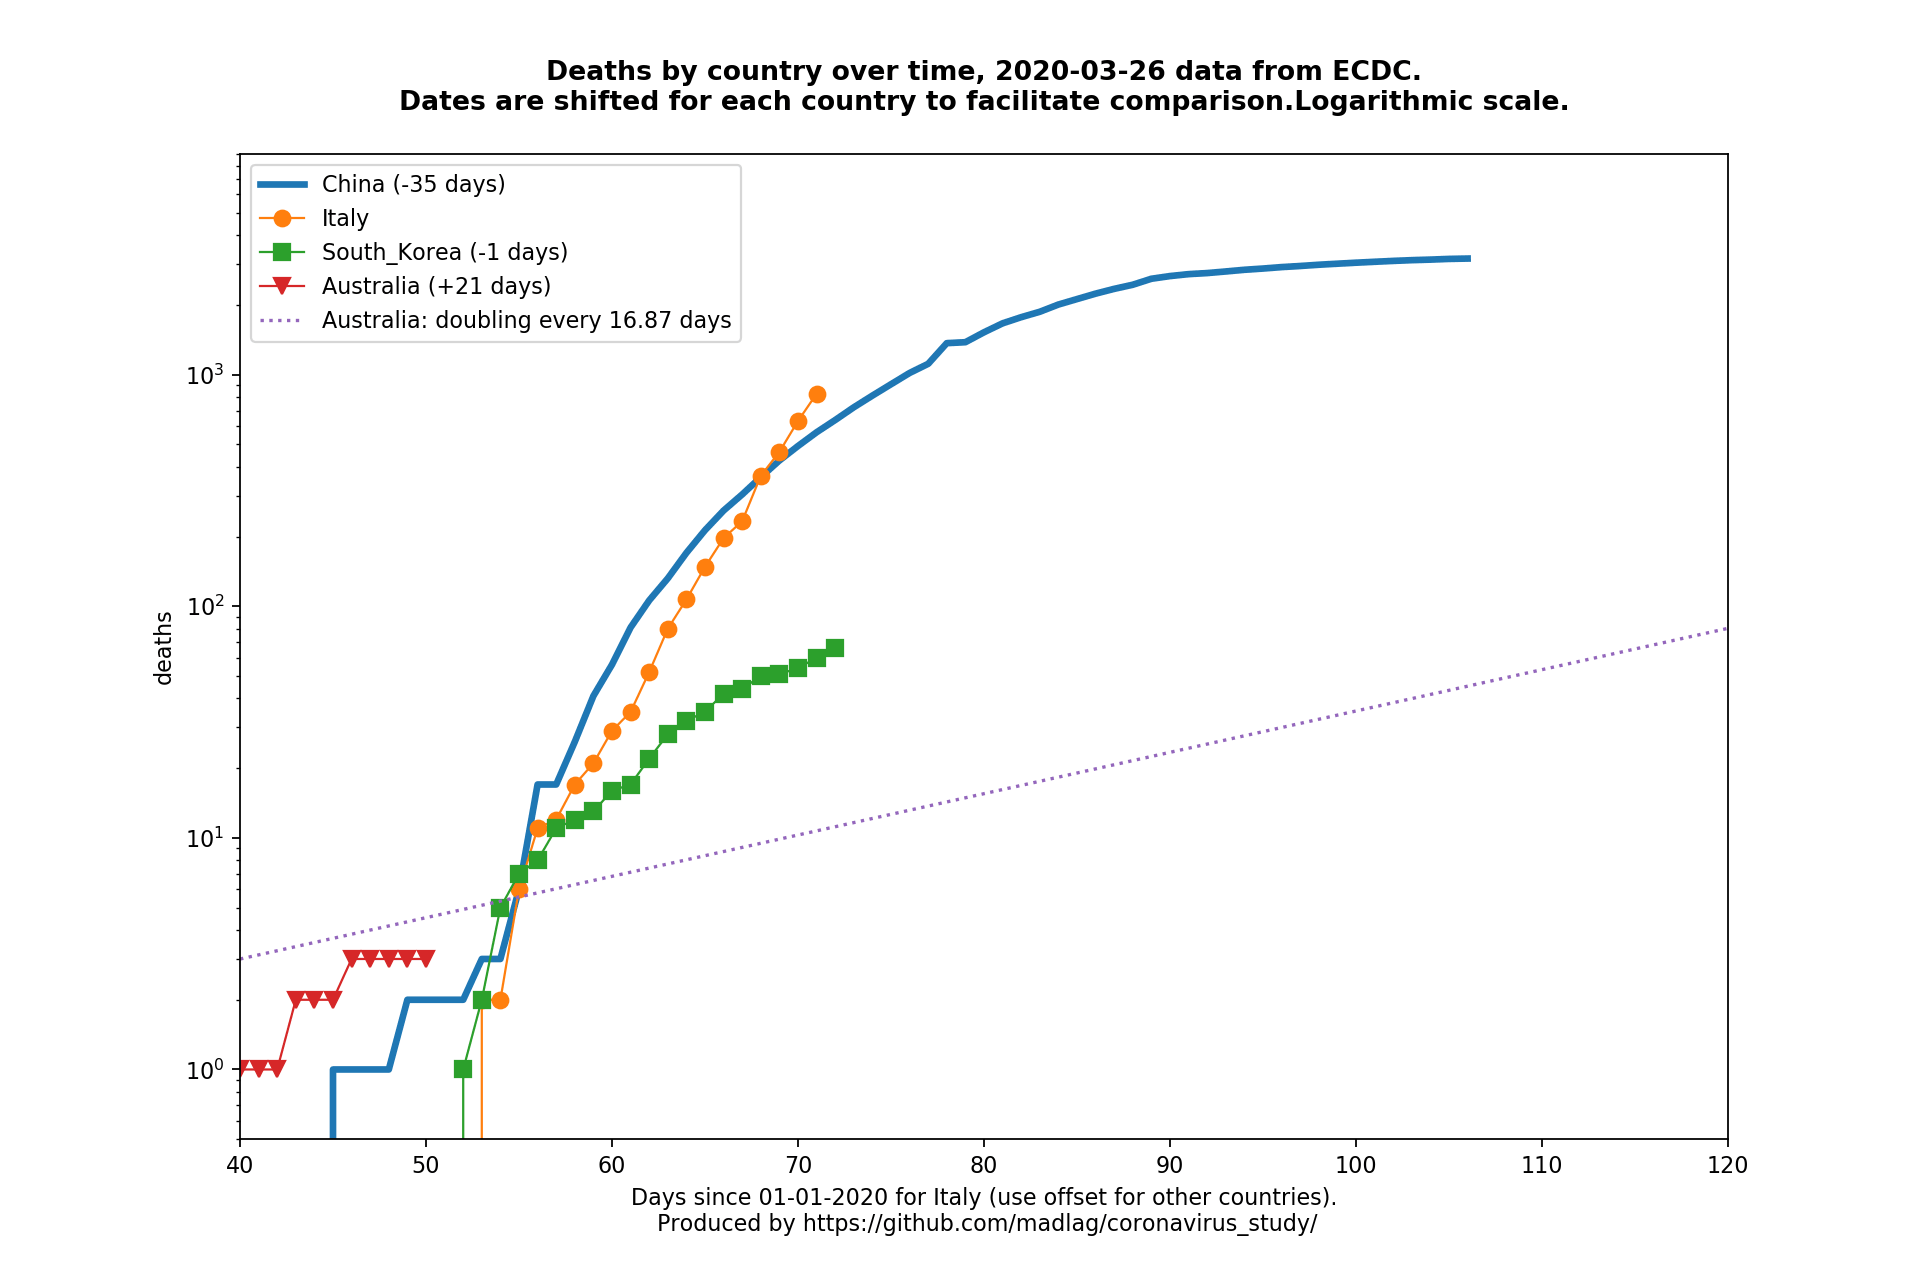 Deaths by country over time, 2020-03-26 data from ECDC.
Dates are shifted for each country to facilitate comparison.Logarithmic scale.
China (-35 days)
Italy
South_Korea (-1 days)
Australia (+21 days)
Australia: doubling every 16.87 days
10³
10²
10¹
10⁰
deaths
40 50 60 70 80 90 100 110 120
Days since 01-01-2020 for Italy (use offset for other countries).
Produced by https://github.com/madlag/coronavirus_study/